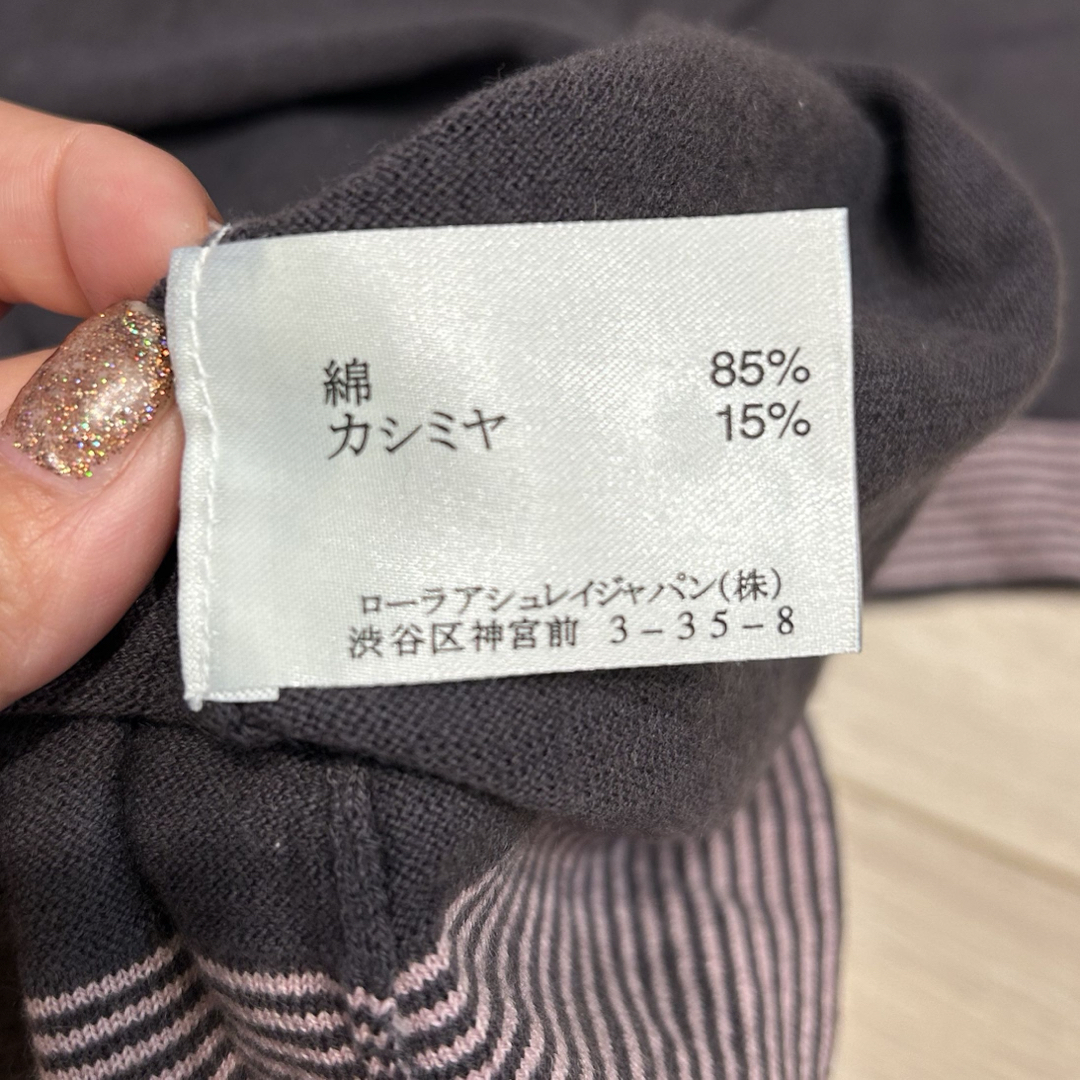 綿 85%
カシミヤ 15%
ローラアシュレイジャパン(株)
渋谷区神宮前 3-35-8